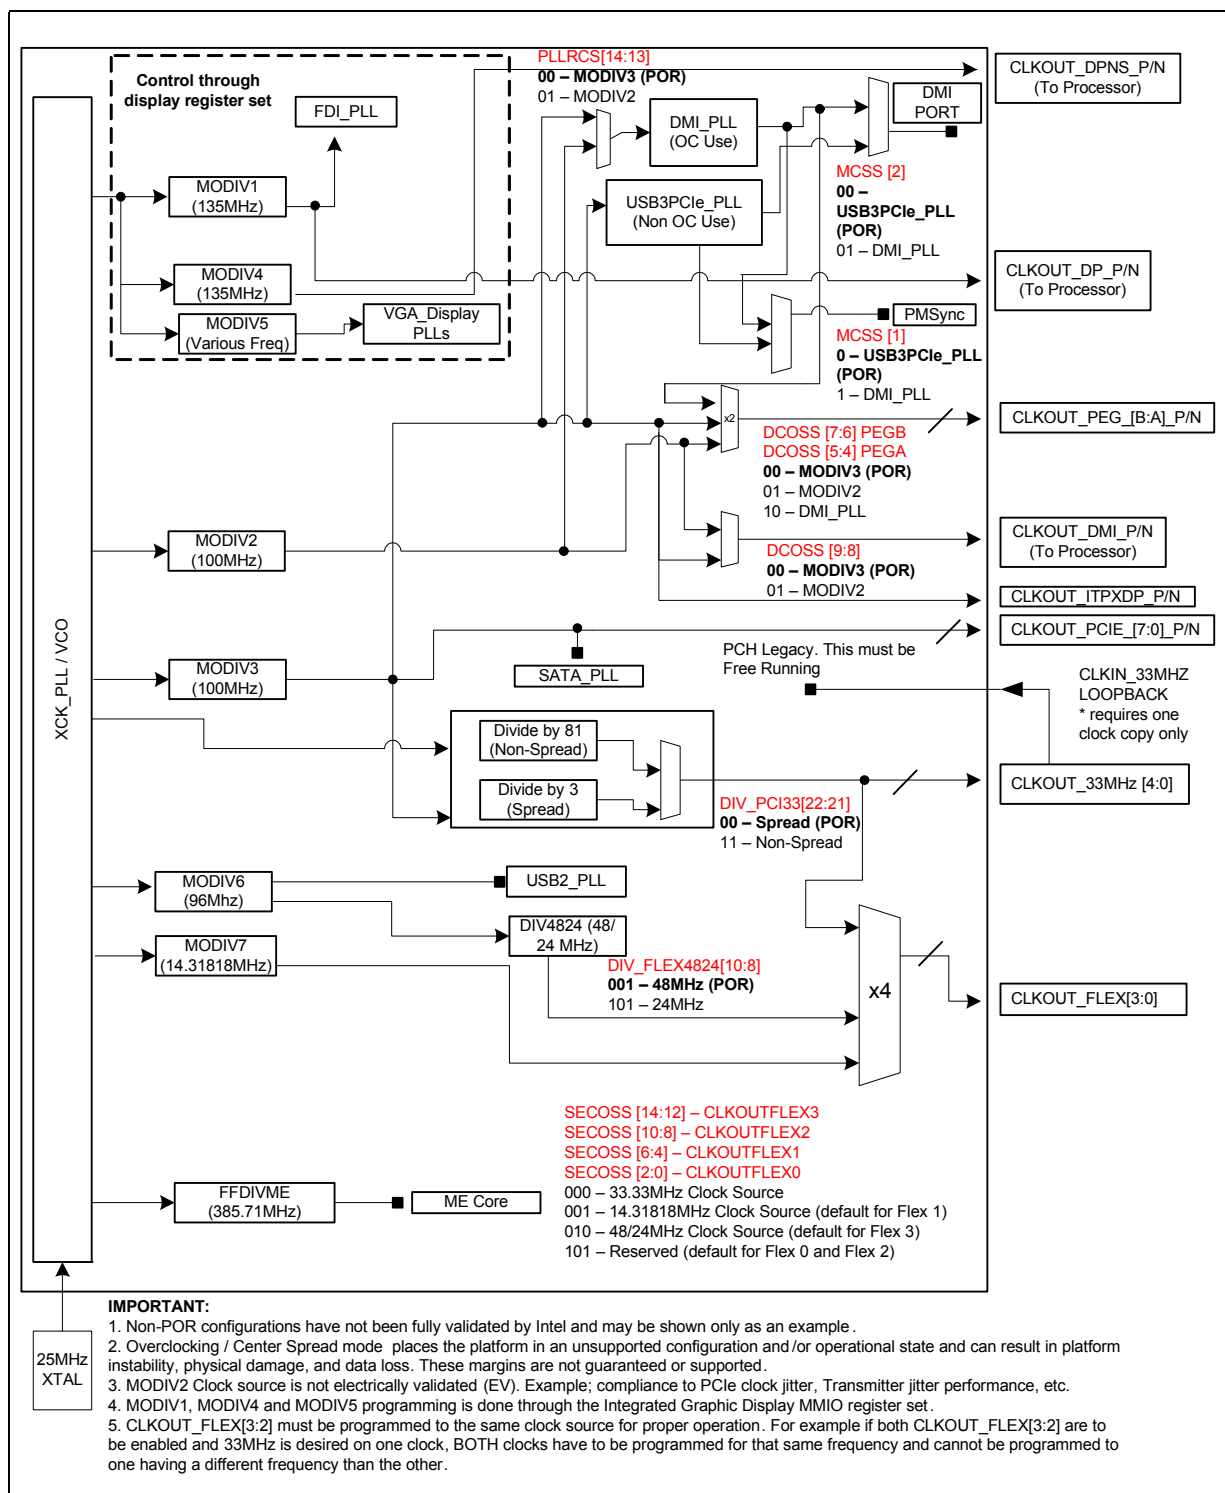 Control through
display register set
FDI_PLL
MODIV1
(135MHz)
MODIV4
(135MHz)
MODIV5
(Various Freq)
VGA_Display
PLLs
PLLRCS[14:13]
00 – MODIV3 (POR)
01 – MODIV2
DMI_PLL
(OC Use)
USB3PCIe_PLL
(Non OC Use)
DMI
PORT
MCSS [2]
00 –
USB3PCIe_PLL
(POR)
01 – DMI_PLL
PMSync
MCSS [1]
0 – USB3PCIe_PLL
(POR)
1 – DMI_PLL
CLKOUT_DPNS_P/N
(To Processor)
CLKOUT_DP_P/N
(To Processor)
x2
CLKOUT_PEG_[B:A]_P/N
DCOSS [7:6] PEGB
DCOSS [5:4] PEGA
00 – MODIV3 (POR)
01 – MODIV2
10 – DMI_PLL
MODIV2
(100MHz)
CLKOUT_DMI_P/N
(To Processor)
DCOSS [9:8]
00 – MODIV3 (POR)
01 – MODIV2
CLKOUT_ITPXDP_P/N
CLKOUT_PCIE_[7:0]_P/N
XCK_PLL / VCO
MODIV3
(100MHz)
SATA_PLL
PCH Legacy. This must be
Free Running
CLKIN_33MHZ
LOOPBACK
* requires one
clock copy only
Divide by 81
(Non-Spread)
Divide by 3
(Spread)
CLKOUT_33MHz [4:0]
DIV_PCI33[22:21]
00 – Spread (POR)
11 – Non-Spread
MODIV6
(96Mhz)
USB2_PLL
DIV4824 (48/
24 MHz)
MODIV7
(14.31818MHz)
DIV_FLEX4824[10:8]
001 – 48MHz (POR)
101 – 24MHz
x4
CLKOUT_FLEX[3:0]
SECOSS [14:12] – CLKOUTFLEX3
SECOSS [10:8] – CLKOUTFLEX2
SECOSS [6:4] – CLKOUTFLEX1
SECOSS [2:0] – CLKOUTFLEX0
000 – 33.33MHz Clock Source
001 – 14.31818MHz Clock Source (default for Flex 1)
010 – 48/24MHz Clock Source (default for Flex 3)
101 – Reserved (default for Flex 0 and Flex 2)
FFDIVME
(385.71MHz)
ME Core
25MHz
XTAL
IMPORTANT:
1. Non-POR configurations have not been fully validated by Intel and may be shown only as an example.
2. Overclocking / Center Spread mode places the platform in an unsupported configuration and/or operational state and can result in platform
instability, physical damage, and data loss. These margins are not guaranteed or supported.
3. MODIV2 Clock source is not electrically validated (EV). Example; compliance to PCIe clock jitter, Transmitter jitter performance, etc.
4. MODIV1, MODIV4 and MODIV5 programming is done through the Integrated Graphic Display MMIO register set.
5. CLKOUT_FLEX[3:2] must be programmed to the same clock source for proper operation. For example if both CLKOUT_FLEX[3:2] are to
be enabled and 33MHz is desired on one clock, BOTH clocks have to be programmed for that same frequency and cannot be programmed to
one having a different frequency than the other.